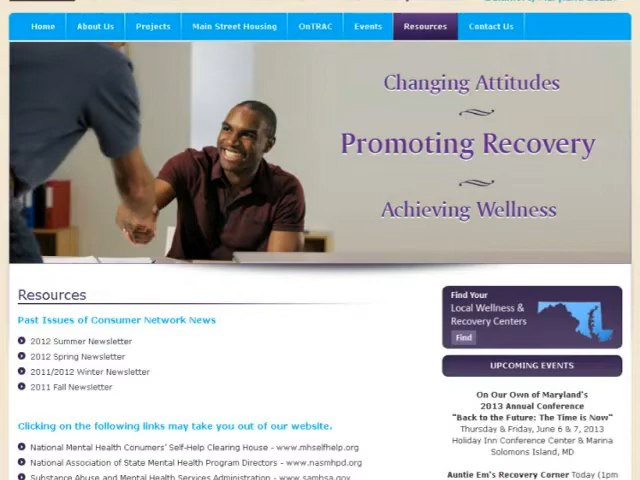 Home About Us Projects Main Street Housing OnTRAC Events Resources Contact Us
Changing Attitudes
Promoting Recovery
Achieving Wellness
Resources
Past Issues of Consumer Network News
2012 Summer Newsletter
2012 Spring Newsletter
2011/2012 Winter Newsletter
2011 Fall Newsletter
Clicking on the following links may take you out of our website.
National Mental Health Conumers' Self-Help Clearing House - www.mhselfhelp.org
National Association of State Mental Health Program Directors - www.nasmhpd.org
Substance Abuse and Mental Health Services Administration - www.samhsa.gov
Find Your
Local Wellness &
Recovery Centers
Find
UPCOMING EVENTS
On Our Own of Maryland's
2013 Annual Conference
"Back to the Future: The Time is Now"
Thursday & Friday, June 6 & 7, 2013
Holiday Inn Conference Center & Marina
Solomons Island, MD
Auntie Em's Recovery Corner Today (1pm